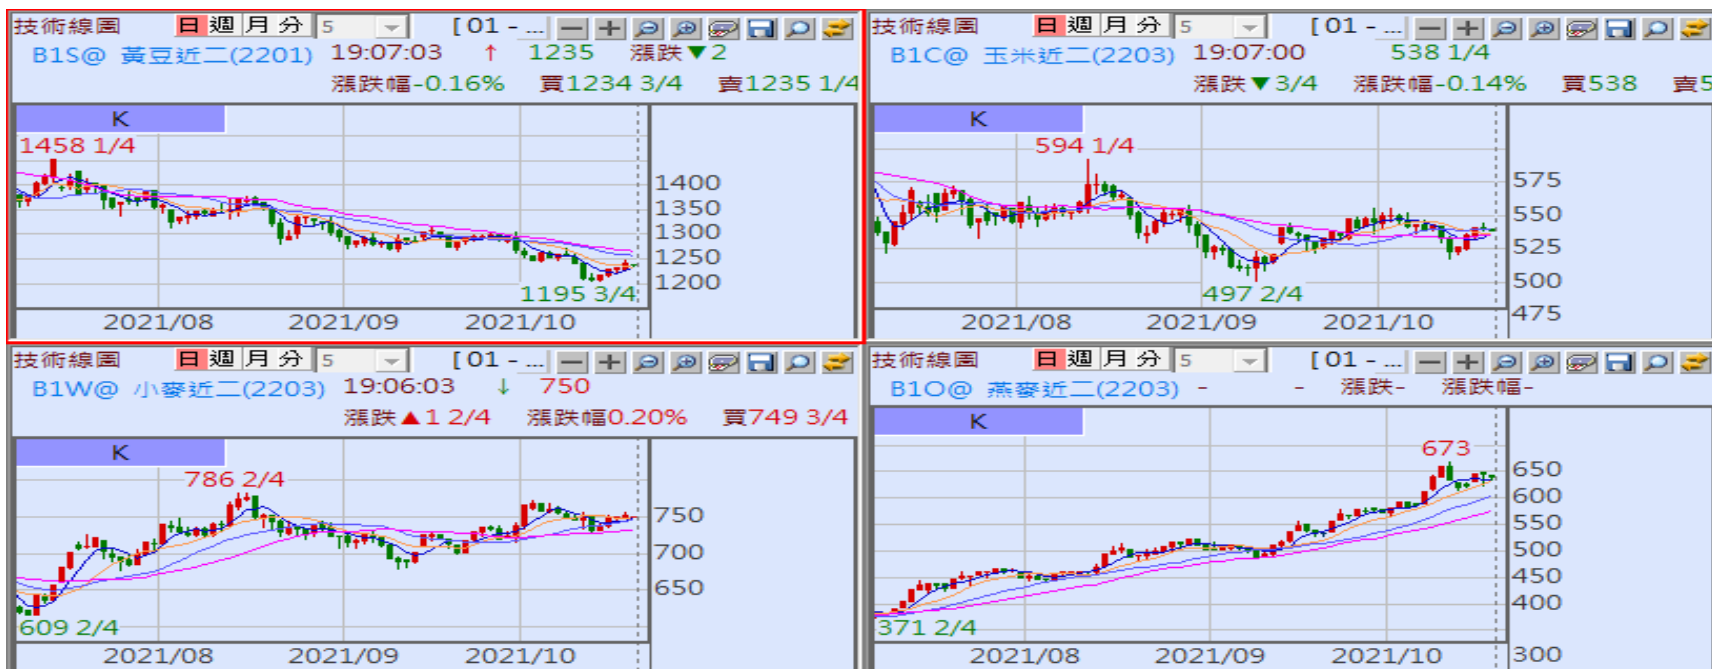 技術線圖 日 週 月 分 5 [ 01 - ...
B1S@ 黃豆近二(2201) 19:07:03 ↑ 1235 漲跌▼2
漲跌幅-0.16% 買1234 3/4 賣1235 1/4
K
1458 1/4
1400
1350
1300
1250
1200
1195 3/4
2021/08 2021/09 2021/10
技術線圖 日 週 月 分 5 [ 01 - ...
B1C@ 玉米近二(2203) 19:07:00 538 1/4
漲跌▼3/4 漲跌幅-0.14% 買538 賣5
K
594 1/4
575
550
525
500
497 2/4
475
2021/08 2021/09 2021/10
技術線圖 日 週 月 分 5 [ 01 - ...
B1W@ 小麥近二(2203) 19:06:03 ↓ 750
漲跌▲1 2/4 漲跌幅0.20% 買749 3/4
K
786 2/4
750
700
650
609 2/4
2021/08 2021/09 2021/10
技術線圖 日 週 月 分 5 [ 01 - ...
B1O@ 燕麥近二(2203) - - 漲跌- 漲跌幅-
K
673
650
600
550
500
450
400
371 2/4
300
2021/08 2021/09 2021/10